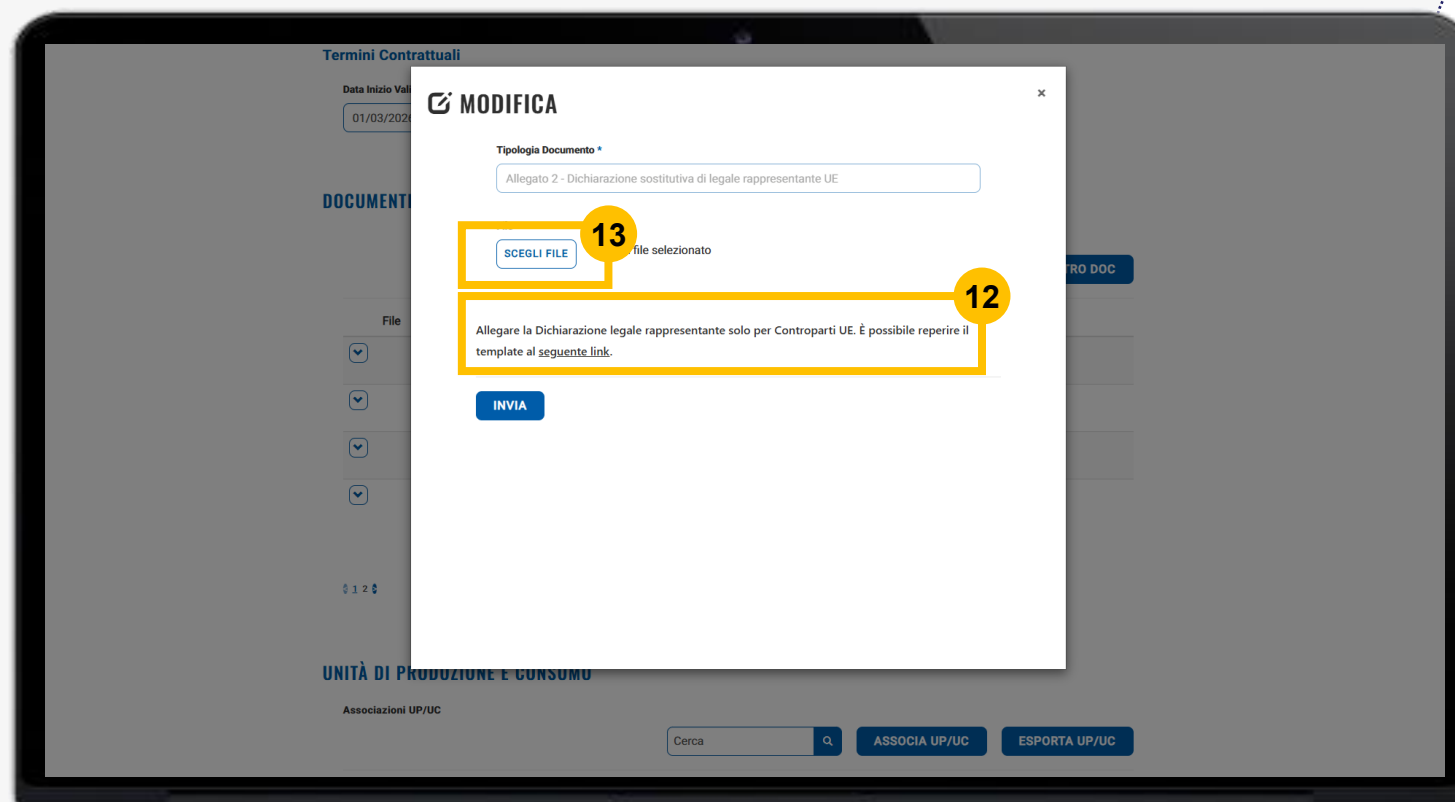 Termini Contrattuali
Data Inizio Vali
01/03/202
MODIFICA
×
Tipologia Documento *
Allegato 2 - Dichiarazione sostitutiva di legale rappresentante UE
DOCUMENTI
13
SCEGLI FILE
file selezionato
TRO DOC
12
File
Allegare la Dichiarazione legale rappresentante solo per Controparti UE. È possibile reperire il
template al seguente link.
INVIA
1 2
UNITÀ DI PRODUZIONE E CONSUMO
Associazioni UP/UC
Cerca
ASSOCIA UP/UC
ESPORTA UP/UC